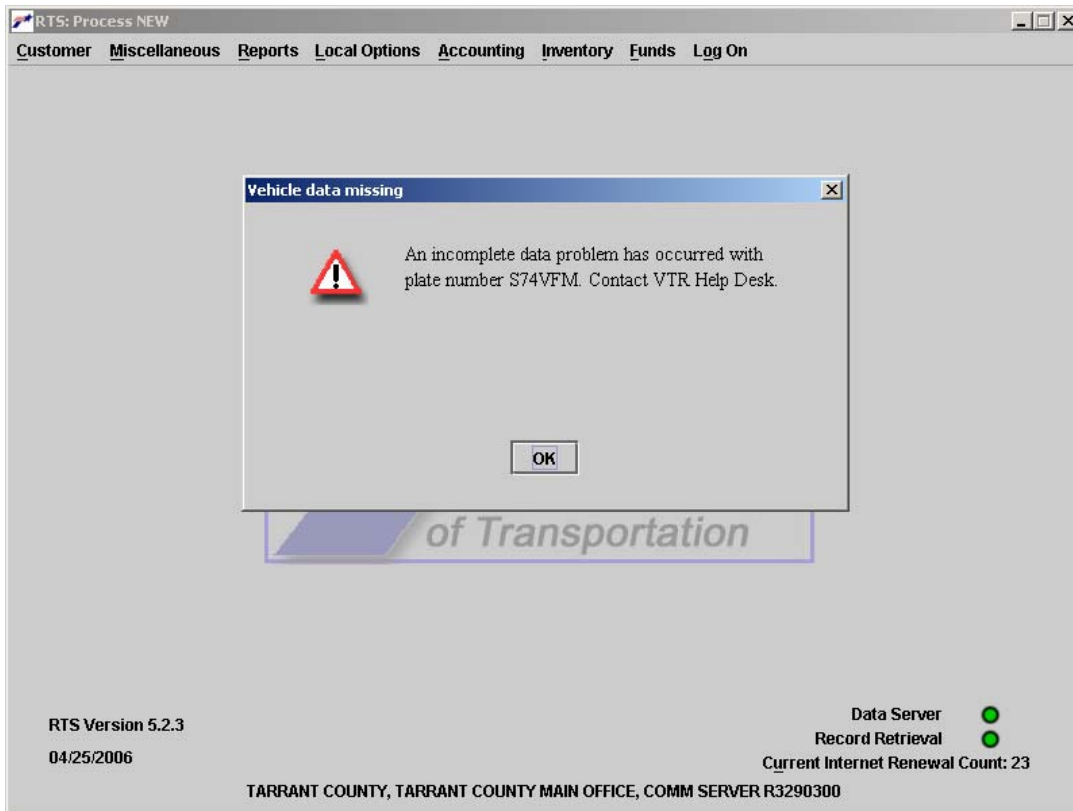 RTS: Process NEW
Customer Miscellaneous Reports Local Options Accounting Inventory Funds Log On
Vehicle data missing
An incomplete data problem has occurred with
plate number S74VFM. Contact VTR Help Desk.
OK
of Transportation
RTS Version 5.2.3
04/25/2006
Data Server
Record Retrieval
Current Internet Renewal Count: 23
TARRANT COUNTY, TARRANT COUNTY MAIN OFFICE, COMM SERVER R3290300